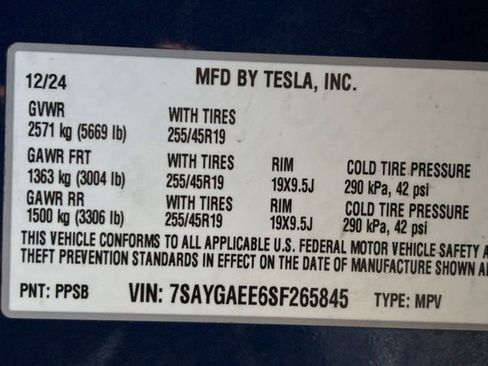 12/24 MFD BY TESLA, INC.
GVWR
2571 kg (5669 lb) WITH TIRES 255/45R19
GAWR FRT
1363 kg (3004 lb) WITH TIRES 255/45R19 RIM 19X9.5J COLD TIRE PRESSURE 290 kPa, 42 psi
GAWR RR
1500 kg (3306 lb) WITH TIRES 255/45R19 RIM 19X9.5J COLD TIRE PRESSURE 290 kPa, 42 psi
THIS VEHICLE CONFORMS TO ALL APPLICABLE U.S. FEDERAL MOTOR VEHICLE SAFETY A
THEFT PREVENTION STANDARDS IN EFFECT ON THE DATE OF MANUFACTURE SHOWN A
PNT: PPSB VIN: 7SAYGAEE6SF265845 TYPE: MPV